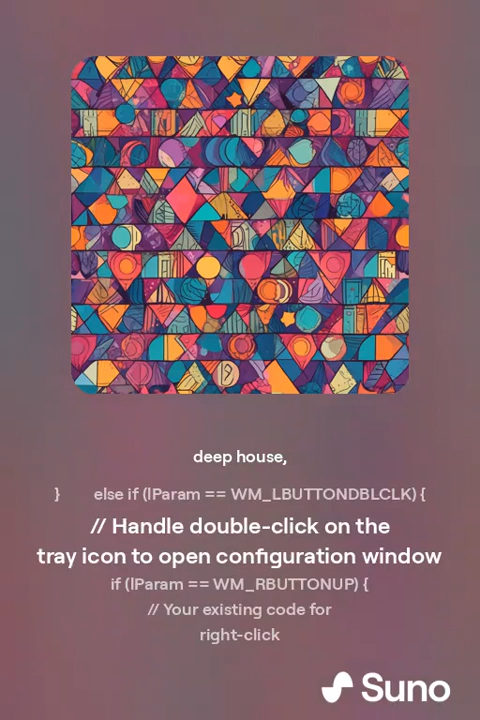 deep house,
} else if (lParam == WM_LBUTTONDBLCLK) {
// Handle double-click on the
tray icon to open configuration window
if (lParam == WM_RBUTTONUP) {
// Your existing code for
right-click
Suno